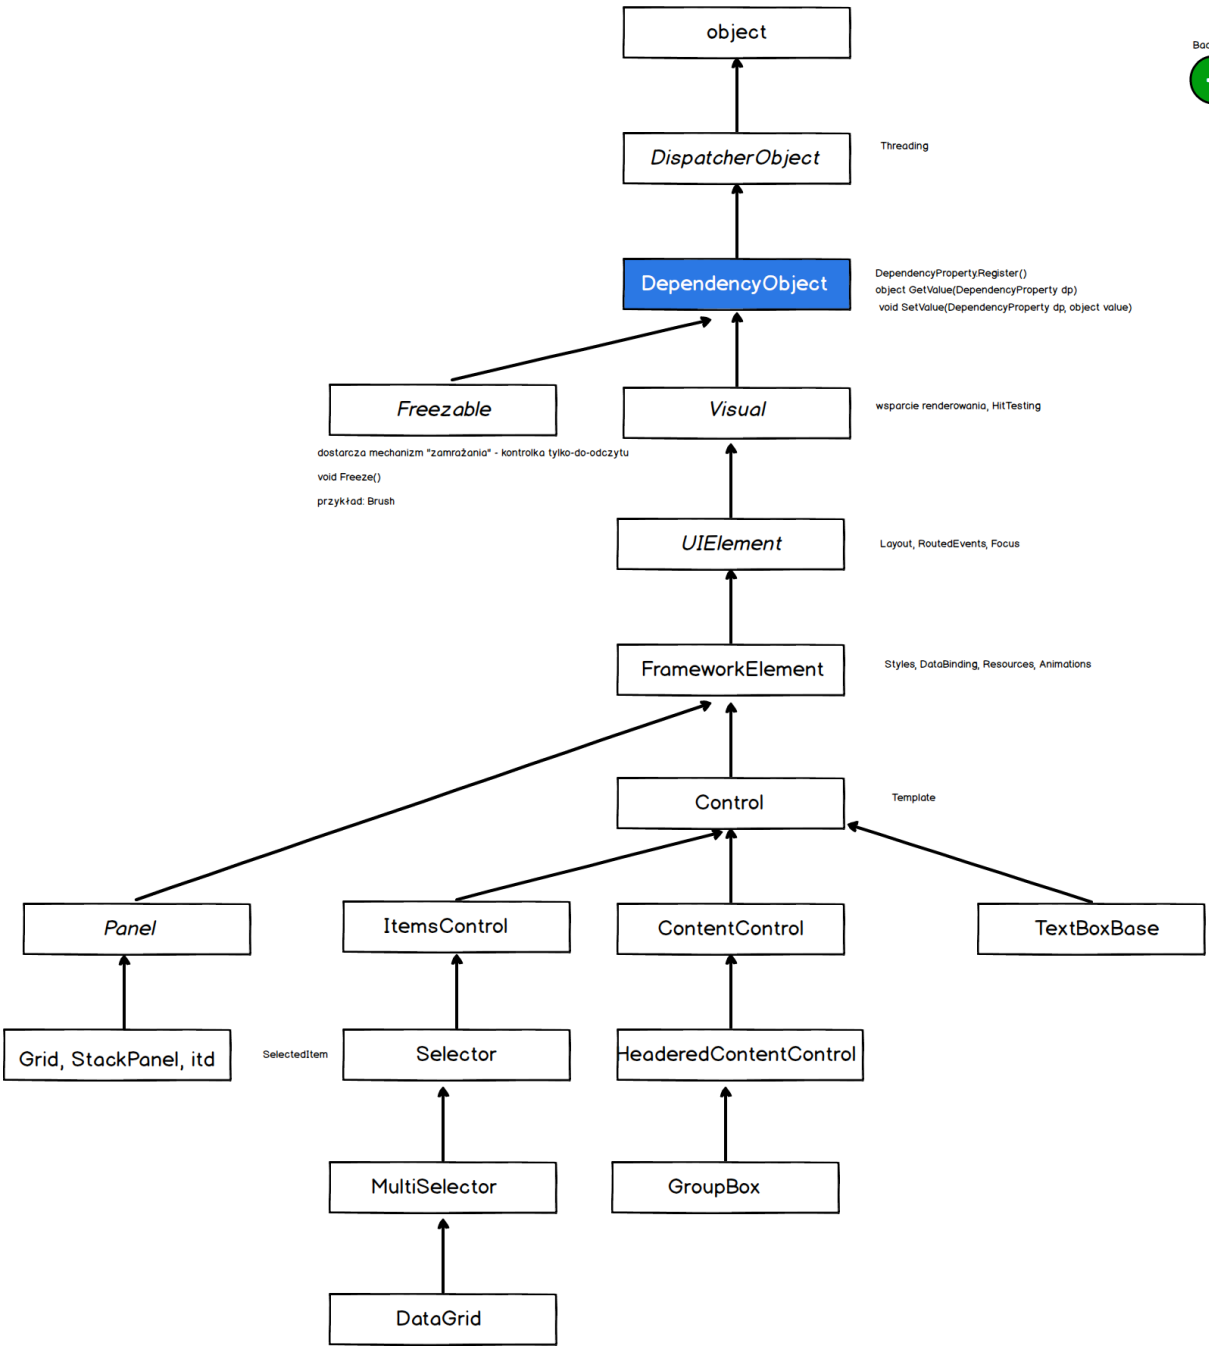 object
Bac
DispatcherObject
Threading
DependencyObject
DependencyProperty.Register()
object GetValue(DependencyProperty dp)
void SetValue(DependencyProperty dp, object value)
Freezable
Visual
wsparcie renderowania, HitTesting
dostarcza mechanizm "zamrażania" - kontrolka tylko-do-odczytu
void Freeze()
przykład: Brush
UIElement
Layout, RoutedEvents, Focus
FrameworkElement
Styles, DataBinding, Resources, Animations
Control
Template
Panel
ItemsControl
ContentControl
TextBoxBase
Grid, StackPanel, itd
SelectedItem
Selector
HeaderedContentControl
MultiSelector
GroupBox
DataGrid